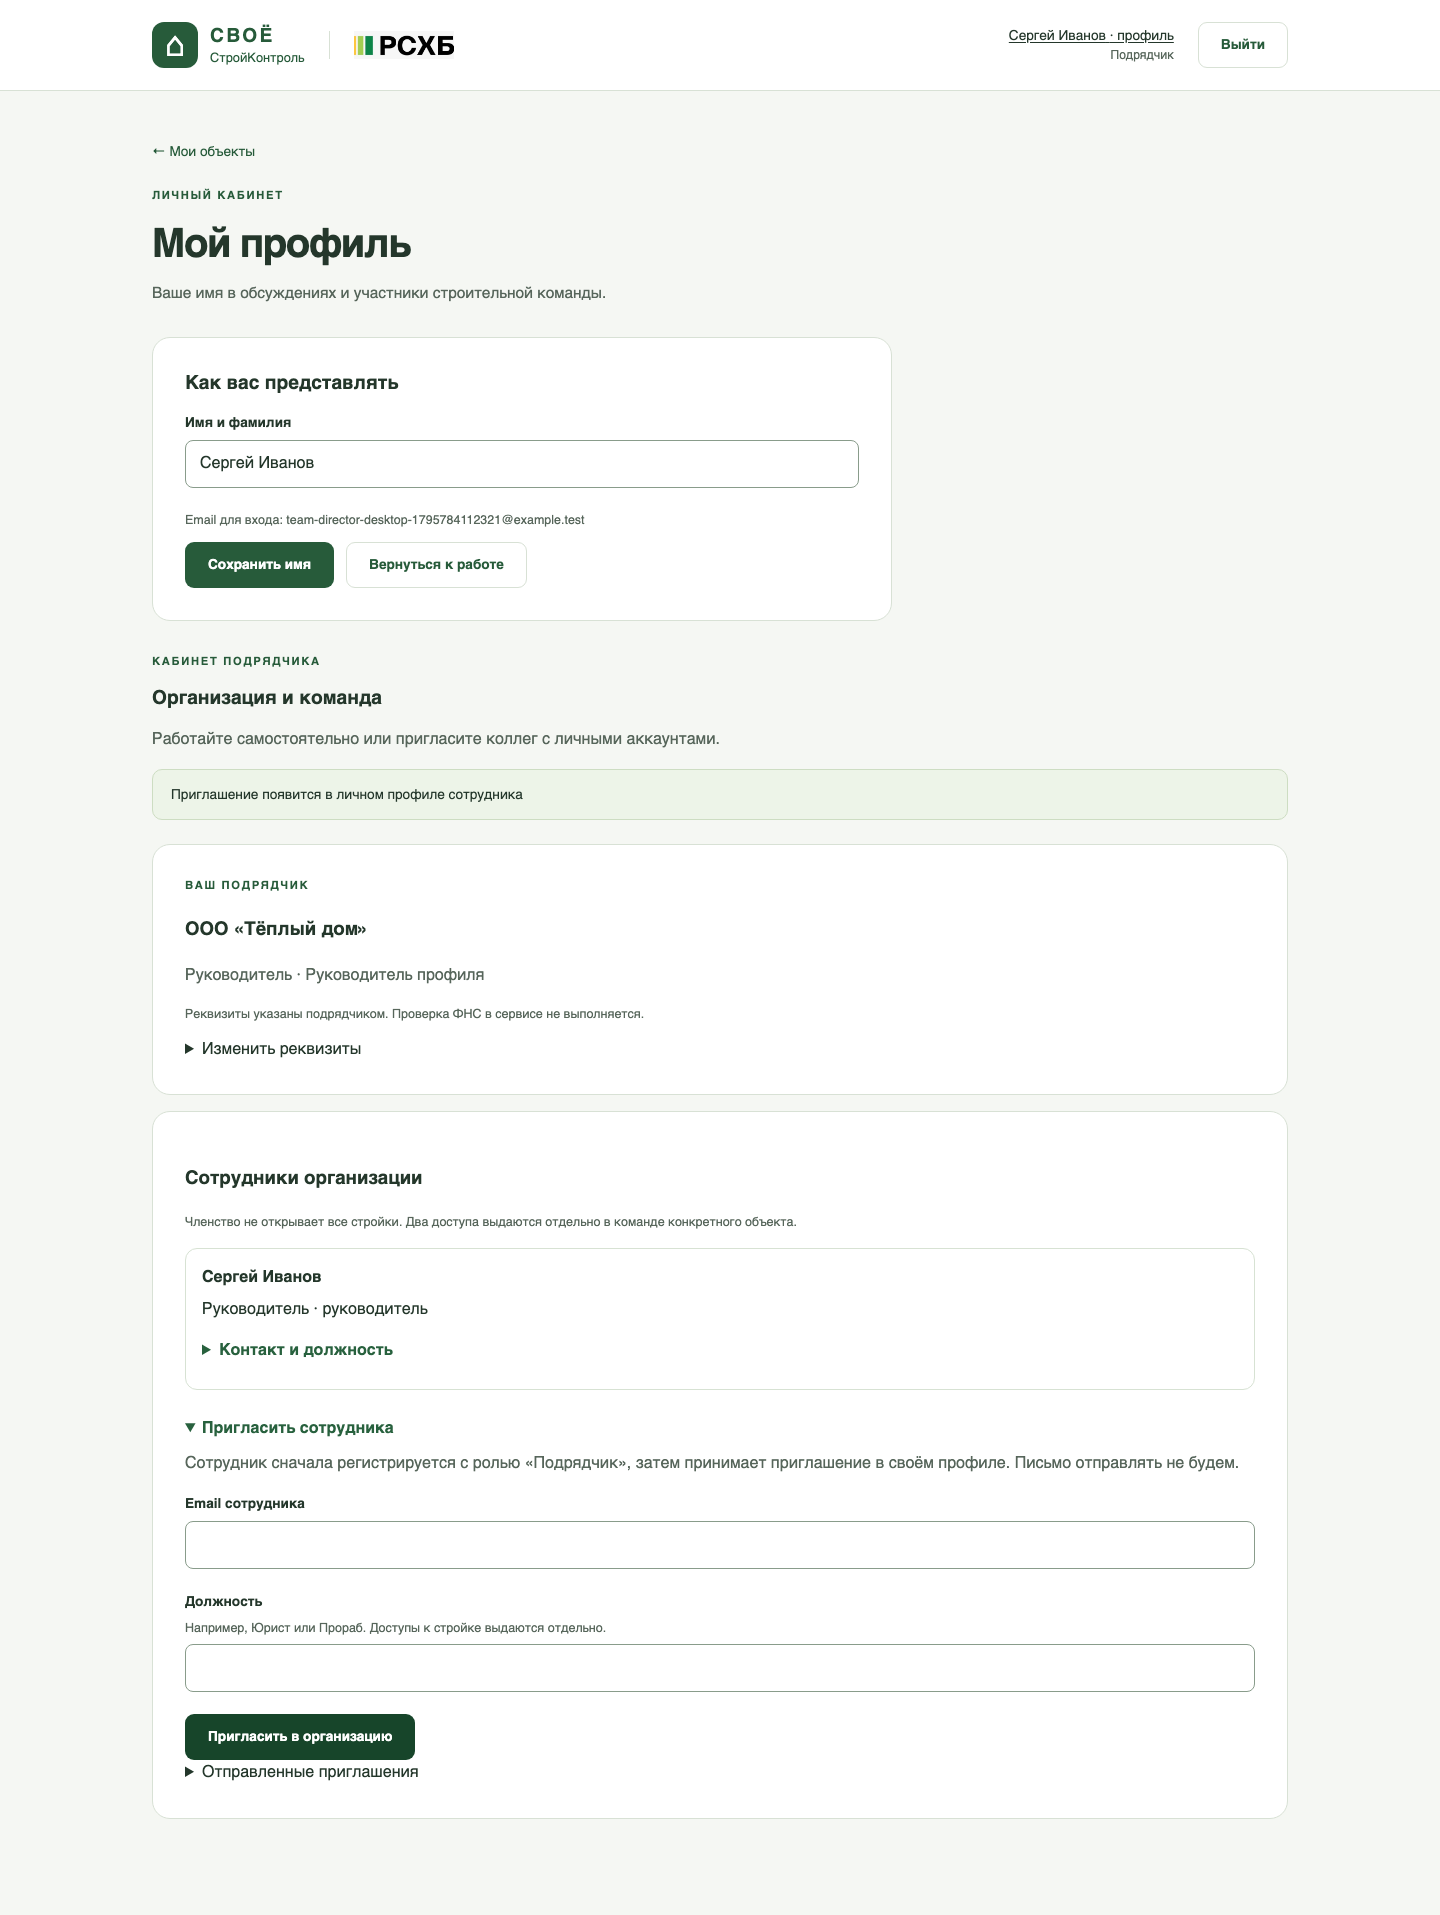 СВОЁ
СтройКонтроль
РСХБ
Сергей Иванов · профиль
Подрядчик
Выйти
← Мои объекты
ЛИЧНЫЙ КАБИНЕТ
Мой профиль
Ваше имя в обсуждениях и участники строительной команды.
Как вас представлять
Имя и фамилия
Сергей Иванов
Email для входа: team-director-desktop-1795784112321@example.test
Сохранить имя
Вернуться к работе
КАБИНЕТ ПОДРЯДЧИКА
Организация и команда
Работайте самостоятельно или пригласите коллег с личными аккаунтами.
Приглашение появится в личном профиле сотрудника
ВАШ ПОДРЯДЧИК
ООО «Тёплый дом»
Руководитель · Руководитель профиля
Реквизиты указаны подрядчиком. Проверка ФНС в сервисе не выполняется.
Изменить реквизиты
Сотрудники организации
Членство не открывает все стройки. Два доступа выдаются отдельно в команде конкретного объекта.
Сергей Иванов
Руководитель · руководитель
Контакт и должность
Пригласить сотрудника
Сотрудник сначала регистрируется с ролью «Подрядчик», затем принимает приглашение в своём профиле. Письмо отправлять не будем.
Email сотрудника
Должность
Например, Юрист или Прораб. Доступы к стройке выдаются отдельно.
Пригласить в организацию
Отправленные приглашения